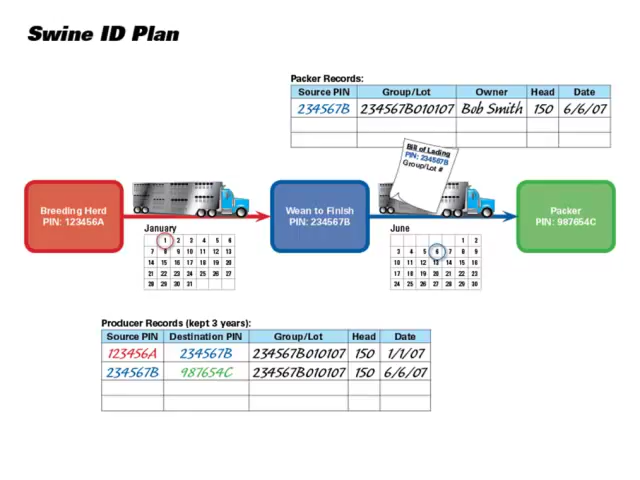 Swine ID Plan
Packer Records:
Source PIN Group/Lot Owner Head Date
234567B 234567B010107 Bob Smith 150 6/6/07
Bill of Lading
PIN: 234567B
Group/Lot #
Breeding Herd
PIN: 123456A
Wean to Finish
PIN: 234567B
Packer
PIN: 987654C
January
1 2 3 4 5 6
7 8 9 10 11 12 13
14 15 16 17 18 19 20
21 22 23 24 25 26 27
28 29 30 31
June
1 2
3 4 5 6 7 8 9
10 11 12 13 14 15 16
17 18 19 20 21 22 23
24 25 26 27 28 29 30
Producer Records (kept 3 years):
Source PIN Destination PIN Group/Lot Head Date
123456A 234567B 234567B010107 150 1/1/07
234567B 987654C 234567B010107 150 6/6/07